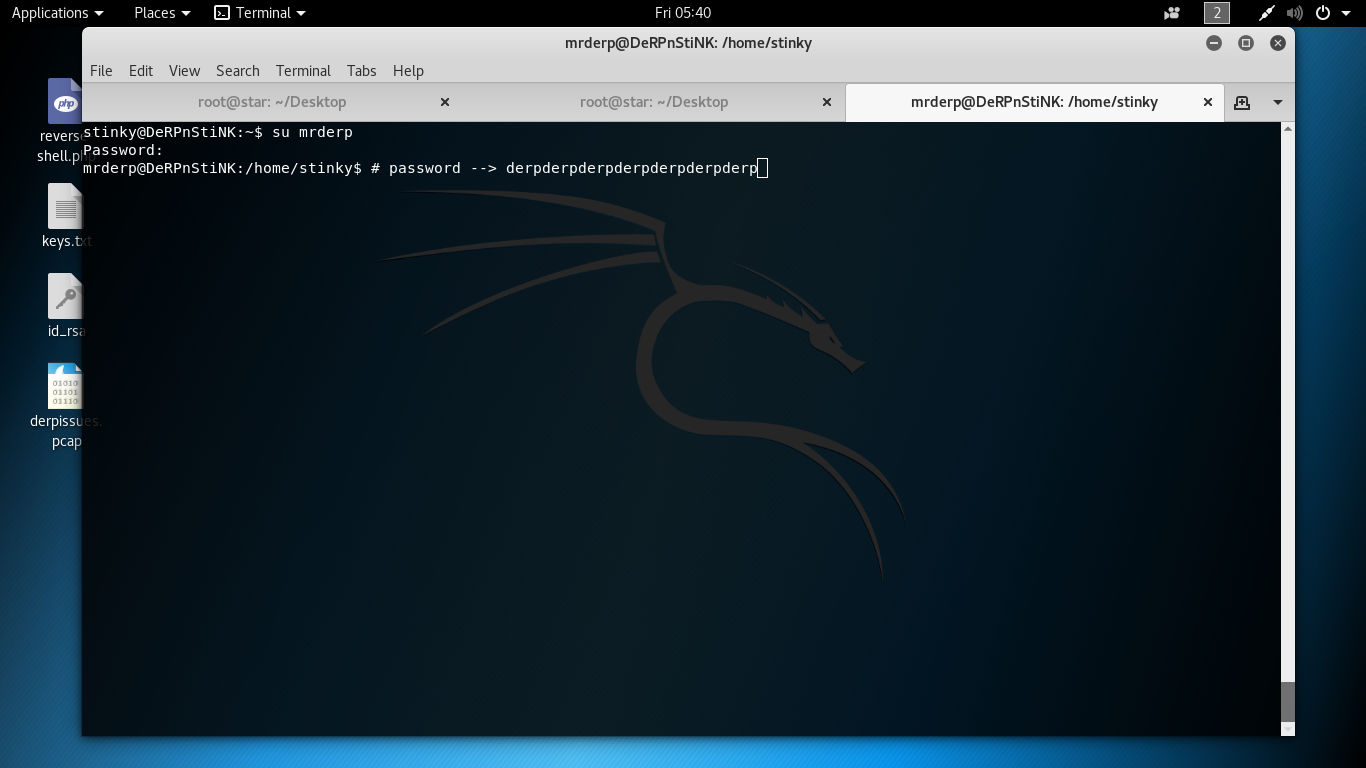 Applications Places Terminal Fri 05:40 2
mrderp@DeRPnStiNK: /home/stinky
File Edit View Search Terminal Tabs Help
root@star: ~/Desktop root@star: ~/Desktop mrderp@DeRPnStiNK: /home/stinky
stinky@DeRPnStiNK:~$ su mrderp
Password:
mrderp@DeRPnStiNK:/home/stinky$ # password --> derpderpderpderpderpderpderp
php
reverse
shell.php
keys.txt
id_rsa
01010
01101
01110
derpissues.
pcap